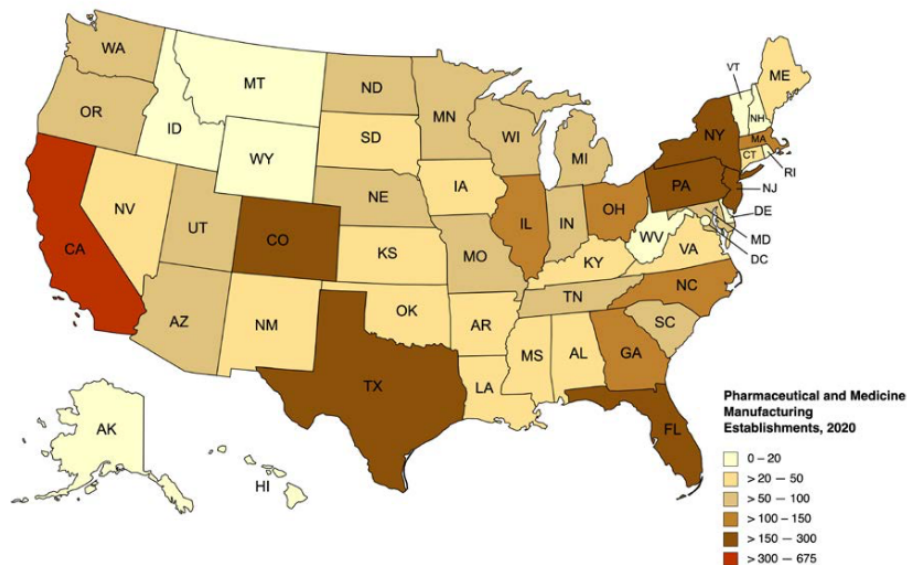 WA
OR
CA
NV
ID
MT
WY
UT
AZ
CO
NM
ND
SD
NE
KS
OK
TX
MN
IA
MO
AR
LA
WI
IL
MI
IN
OH
KY
TN
MS
AL
GA
FL
SC
NC
VA
WV
PA
NY
VT
NH
ME
MA
CT
RI
NJ
DE
MD
DC
AK
HI
Pharmaceutical and Medicine
Manufacturing
Establishments, 2020
0 – 20
> 20 — 50
> 50 — 100
> 100 – 150
> 150 — 300
> 300 – 675